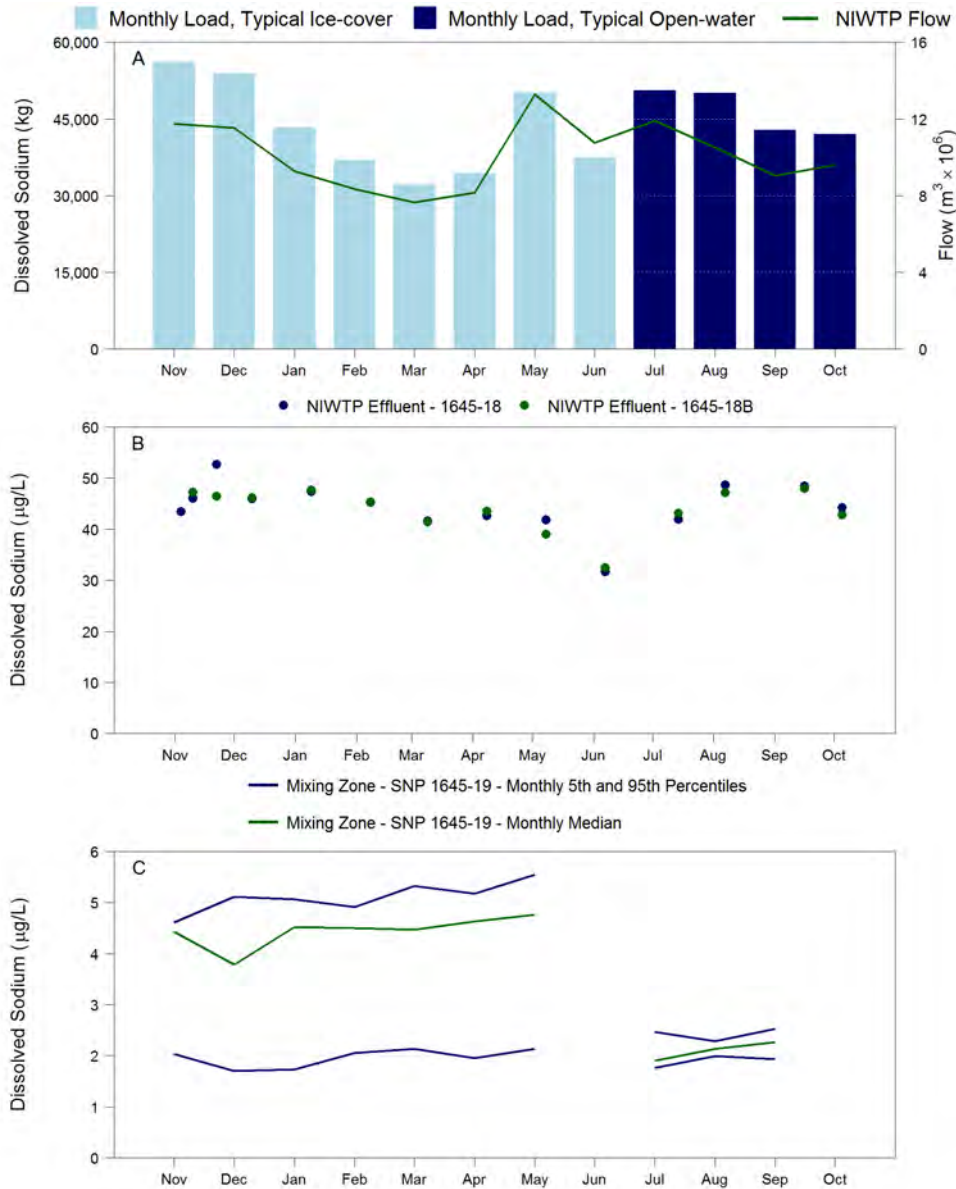 Monthly Load, Typical Ice-cover Monthly Load, Typical Open-water NIWTP Flow
A
60,000
45,000
30,000
15,000
0
Dissolved Sodium (kg)
16
12
8
4
0
Flow (m³ × 10⁶)
Nov Dec Jan Feb Mar Apr May Jun Jul Aug Sep Oct
NIWTP Effluent - 1645-18 NIWTP Effluent - 1645-18B
B
60
50
40
30
20
10
0
Dissolved Sodium (µg/L)
Nov Dec Jan Feb Mar Apr May Jun Jul Aug Sep Oct
Mixing Zone - SNP 1645-19 - Monthly 5th and 95th Percentiles
Mixing Zone - SNP 1645-19 - Monthly Median
C
6
5
4
3
2
1
0
Dissolved Sodium (µg/L)
Nov Dec Jan Feb Mar Apr May Jun Jul Aug Sep Oct